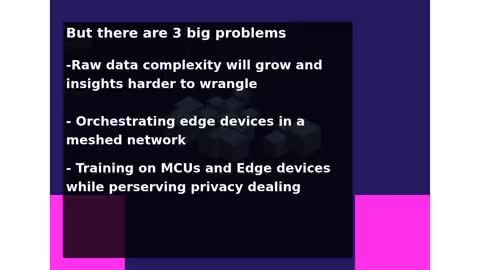 But there are 3 big problems
-Raw data complexity will grow and
insights harder to wrangle
- Orchestrating edge devices in a
meshed network
- Training on MCUs and Edge devices
while perserving privacy dealing